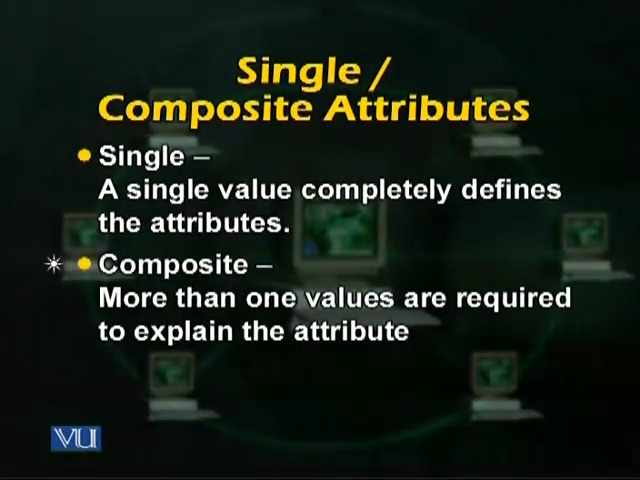 Single /
Composite Attributes
Single –
A single value completely defines
the attributes.
Composite –
More than one values are required
to explain the attribute
VU